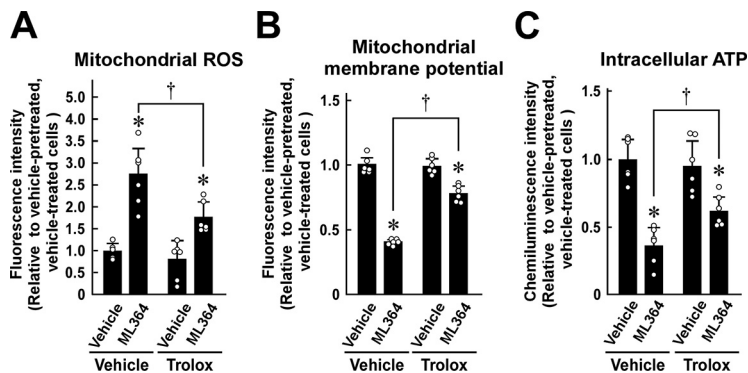 A
Mitochondrial ROS
Fluorescence intensity
(Relative to vehicle-pretreated,
vehicle-treated cells )
5.0
4.0
3.0
3.0
2.5
2.0
1.5
1.0
0.5
0
*
†
*
Vehicle
ML364
Vehicle
ML364
Vehicle
Trolox
B
Mitochondrial
membrane potential
Fluorescence intensity
(Relative to vehicle-pretreated,
vehicle-treated cells )
1.5
1.0
0.5
0
*
†
*
Vehicle
ML364
Vehicle
ML364
Vehicle
Trolox
C
Intracellular ATP
Chemiluminescence intensity
(Relative to vehicle-pretreated,
vehicle-treated cells )
1.5
1.0
0.5
0
*
†
*
Vehicle
ML364
Vehicle
ML364
Vehicle
Trolox